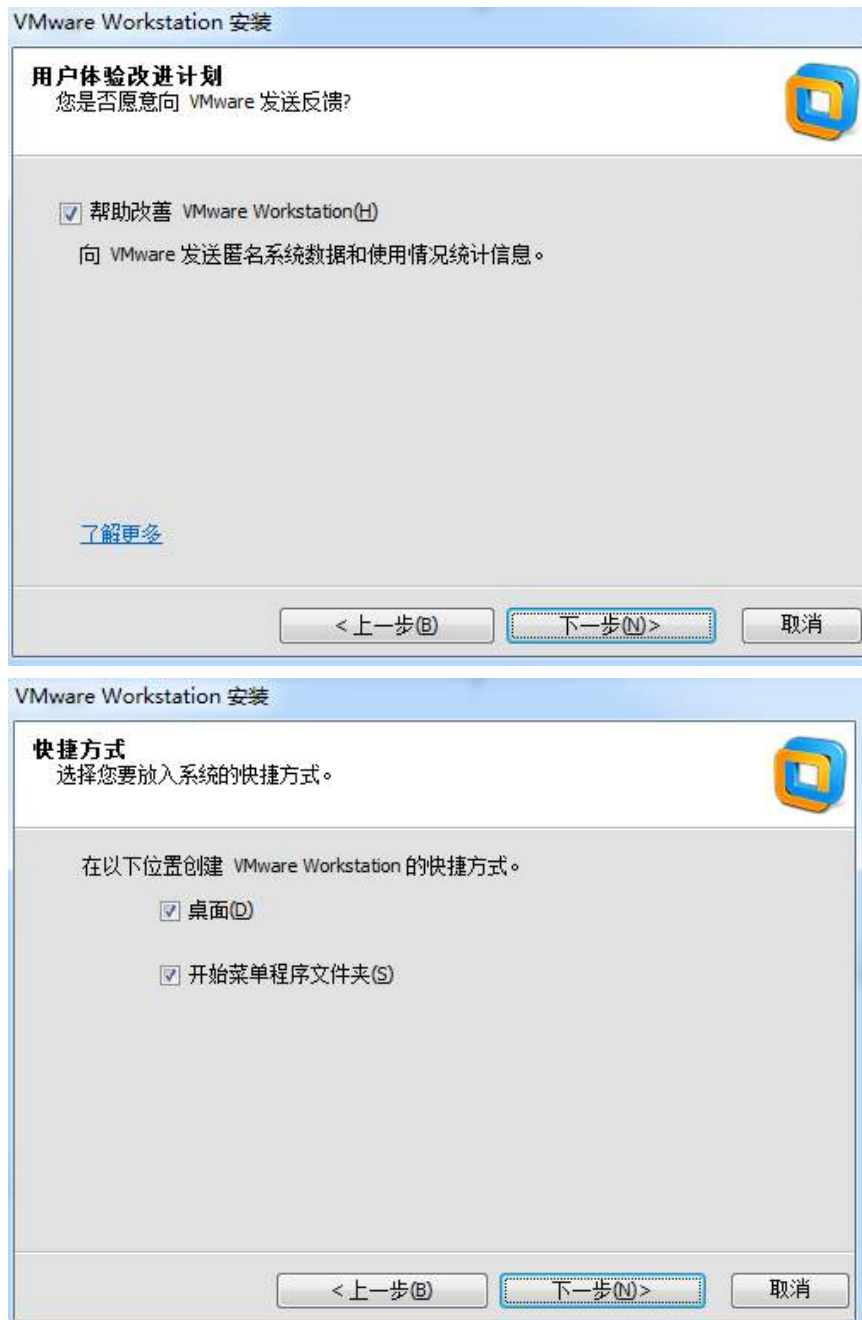 VMware Workstation 安装
用户体验改进计划
您是否愿意向 VMware 发送反馈?
帮助改善 VMware Workstation(H)
向 VMware 发送匿名系统数据和使用情况统计信息。
了解更多
<上一步(B)
下一步(N)>
取消
VMware Workstation 安装
快捷方式
选择您要放入系统的快捷方式。
在以下位置创建 VMware Workstation 的快捷方式。
桌面(D)
开始菜单程序文件夹(S)
<上一步(B)
下一步(N)>
取消